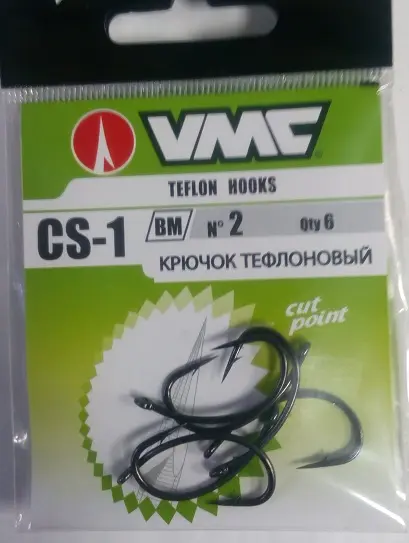 VMC
TEFLON HOOKS
CS-1 BM N° 2 Qty 6
КРЮЧОК ТЕФЛОНОВЫЙ
cut
point